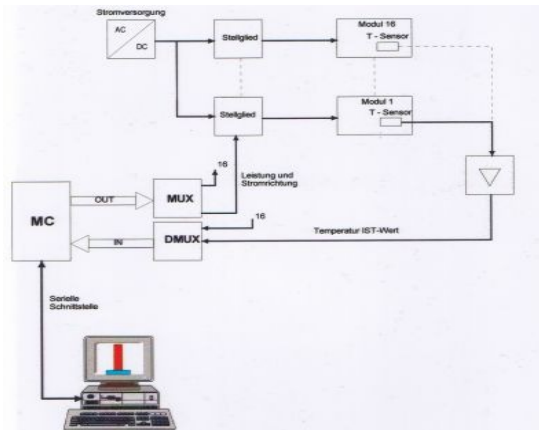 Stromversorgung
AC
DC
Stellglied
Modul 16
T - Sensor
Stellglied
Modul 1
T - Sensor
16
Leistung und
Stromrichtung
MC
OUT
MUX
16
IN
DMUX
Temperatur IST-Wert
Serielle
Schnittstelle